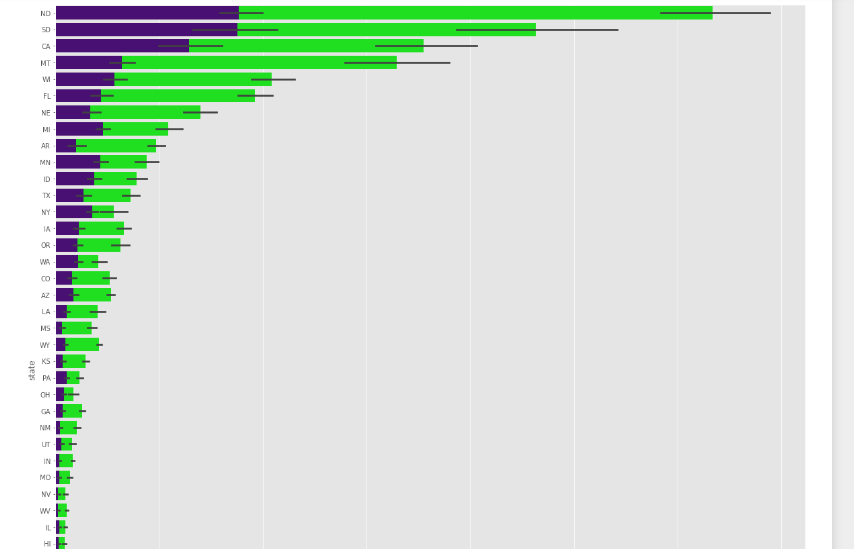 ND
SD
CA
MT
WI
FL
NE
MI
AR
MN
ID
TX
NY
IA
OR
WA
CO
AZ
LA
MS
WY
KS
state
PA
OH
GA
NM
UT
IN
MO
NV
WV
IL
HI